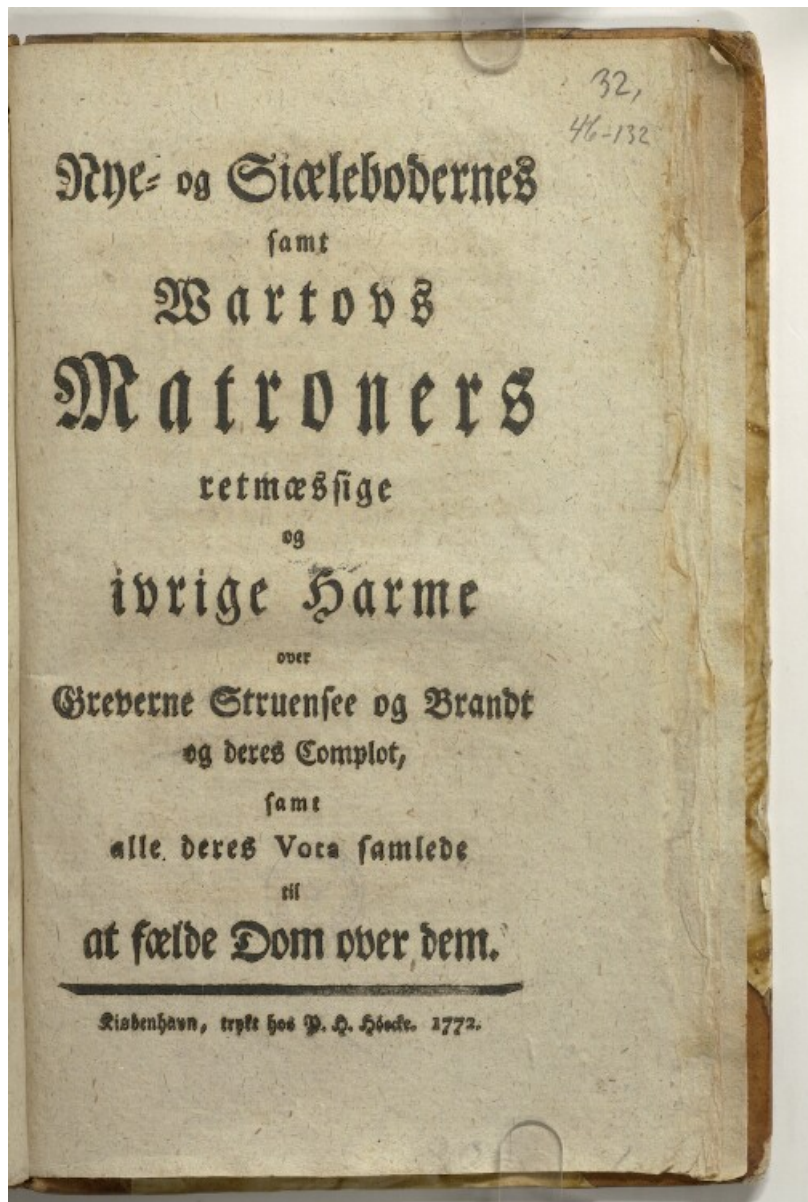 32,
46-132
Nye- og Siælebodernes
samt
Wartovs
Matroners
retmæssige
og
ivrige Harme
over
Greverne Struensee og Brandt
og deres Complot,
samt
alle deres Vota samlede
til
at fælde Dom over dem.
Kiøbenhavn, trykt hos P. H. Höecke. 1772.